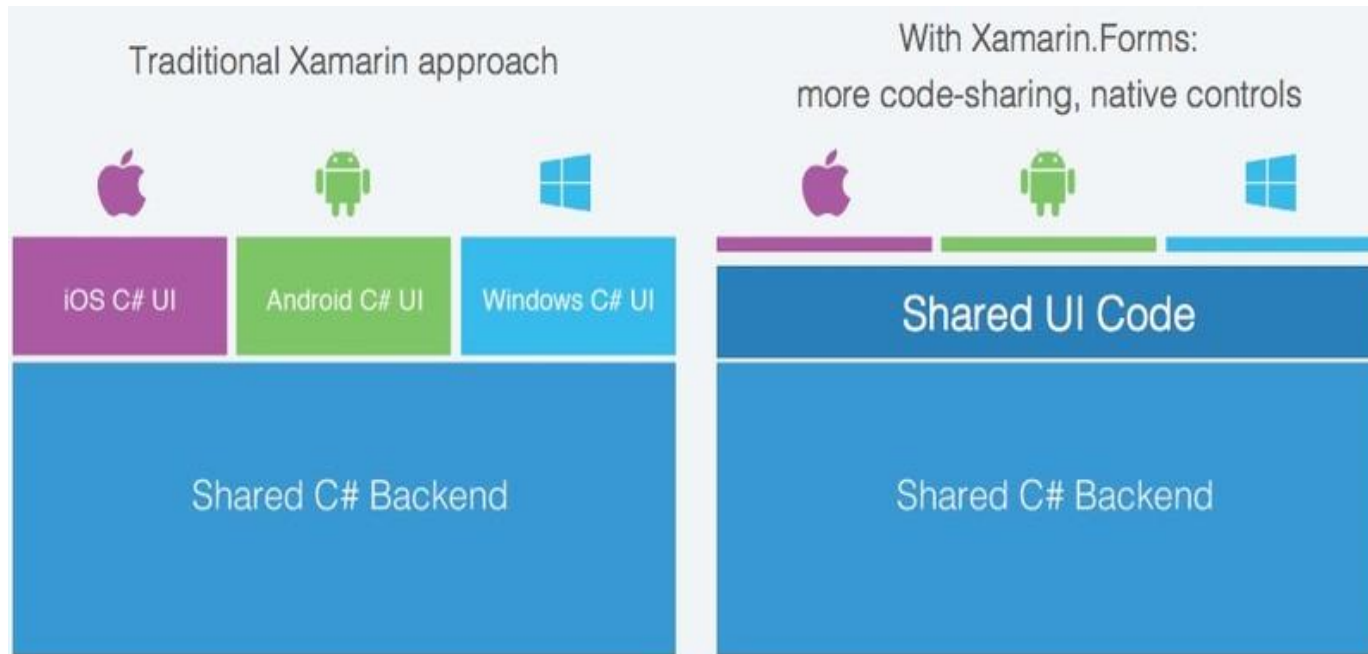 Traditional Xamarin approach
iOS C# UI
Android C# UI
Windows C# UI
Shared C# Backend
With Xamarin.Forms:
more code-sharing, native controls
Shared UI Code
Shared C# Backend